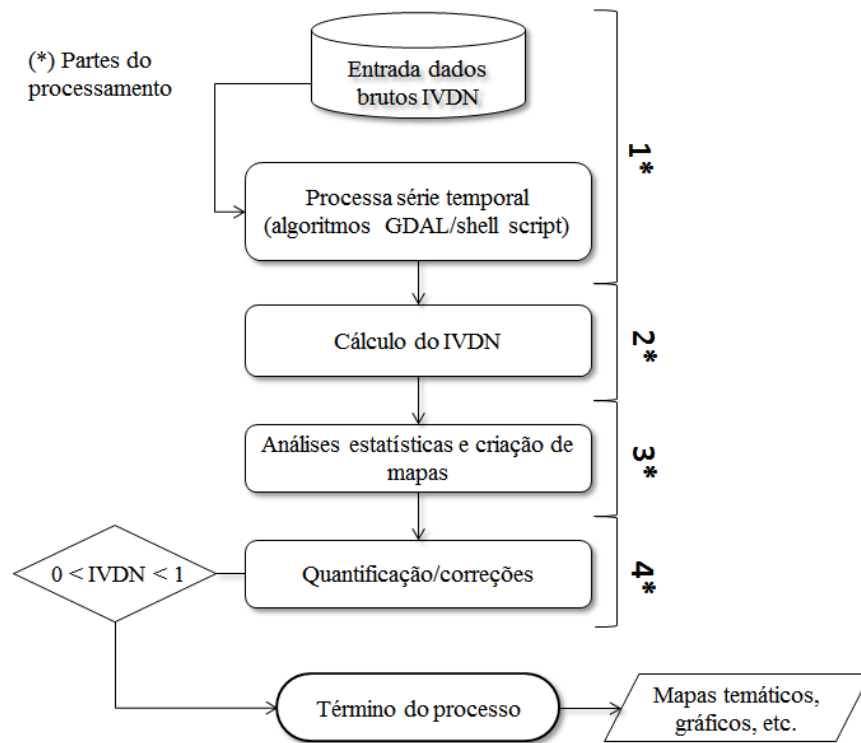 (*) Partes do
processamento
Entrada dados
brutos IVDN
1*
Processa série temporal
(algoritmos GDAL/shell script)
Cálculo do IVDN
2*
Análises estatísticas e criação de
mapas
3*
0 < IVDN < 1
Quantificação/correções
4*
Término do processo
Mapas temáticos,
gráficos, etc.